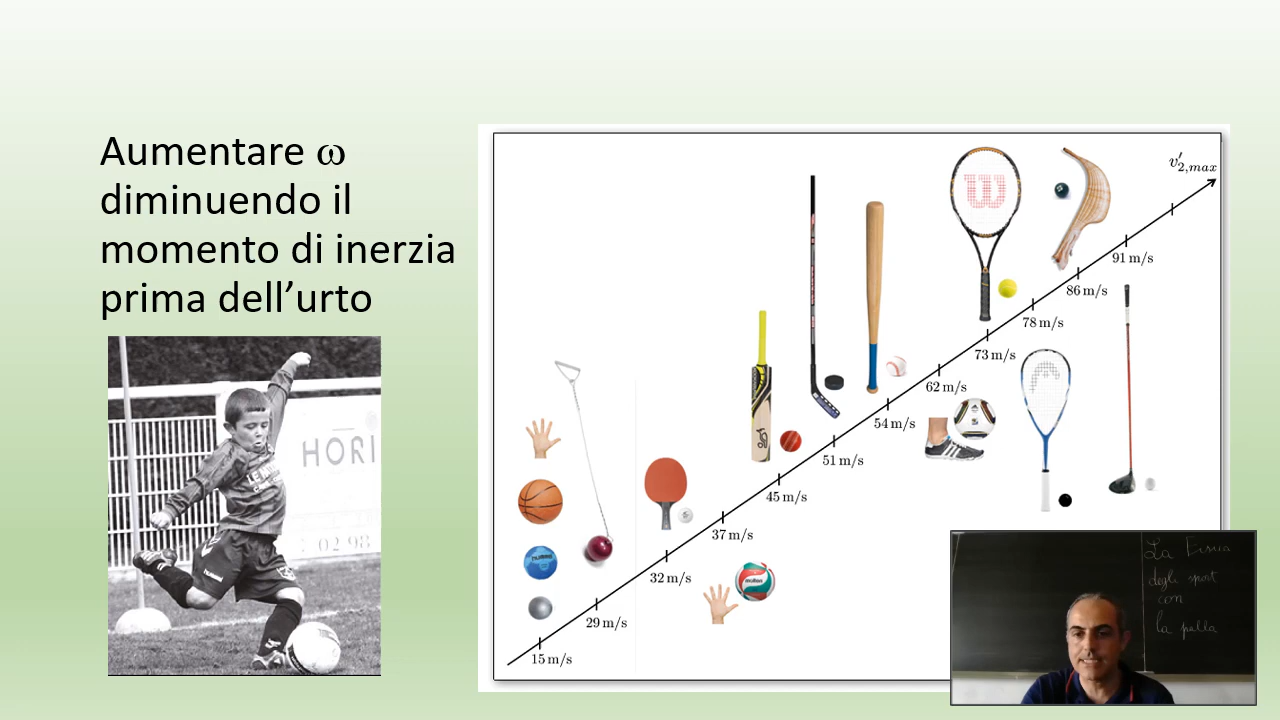 Aumentare ω
diminuendo il
momento di inerzia
prima dell’urto
HORI
02 98
v′2,max
91 m/s
86 m/s
78 m/s
73 m/s
62 m/s
54 m/s
51 m/s
45 m/s
37 m/s
32 m/s
29 m/s
15 m/s
molten
La Fisica
degli sport
con
la palla